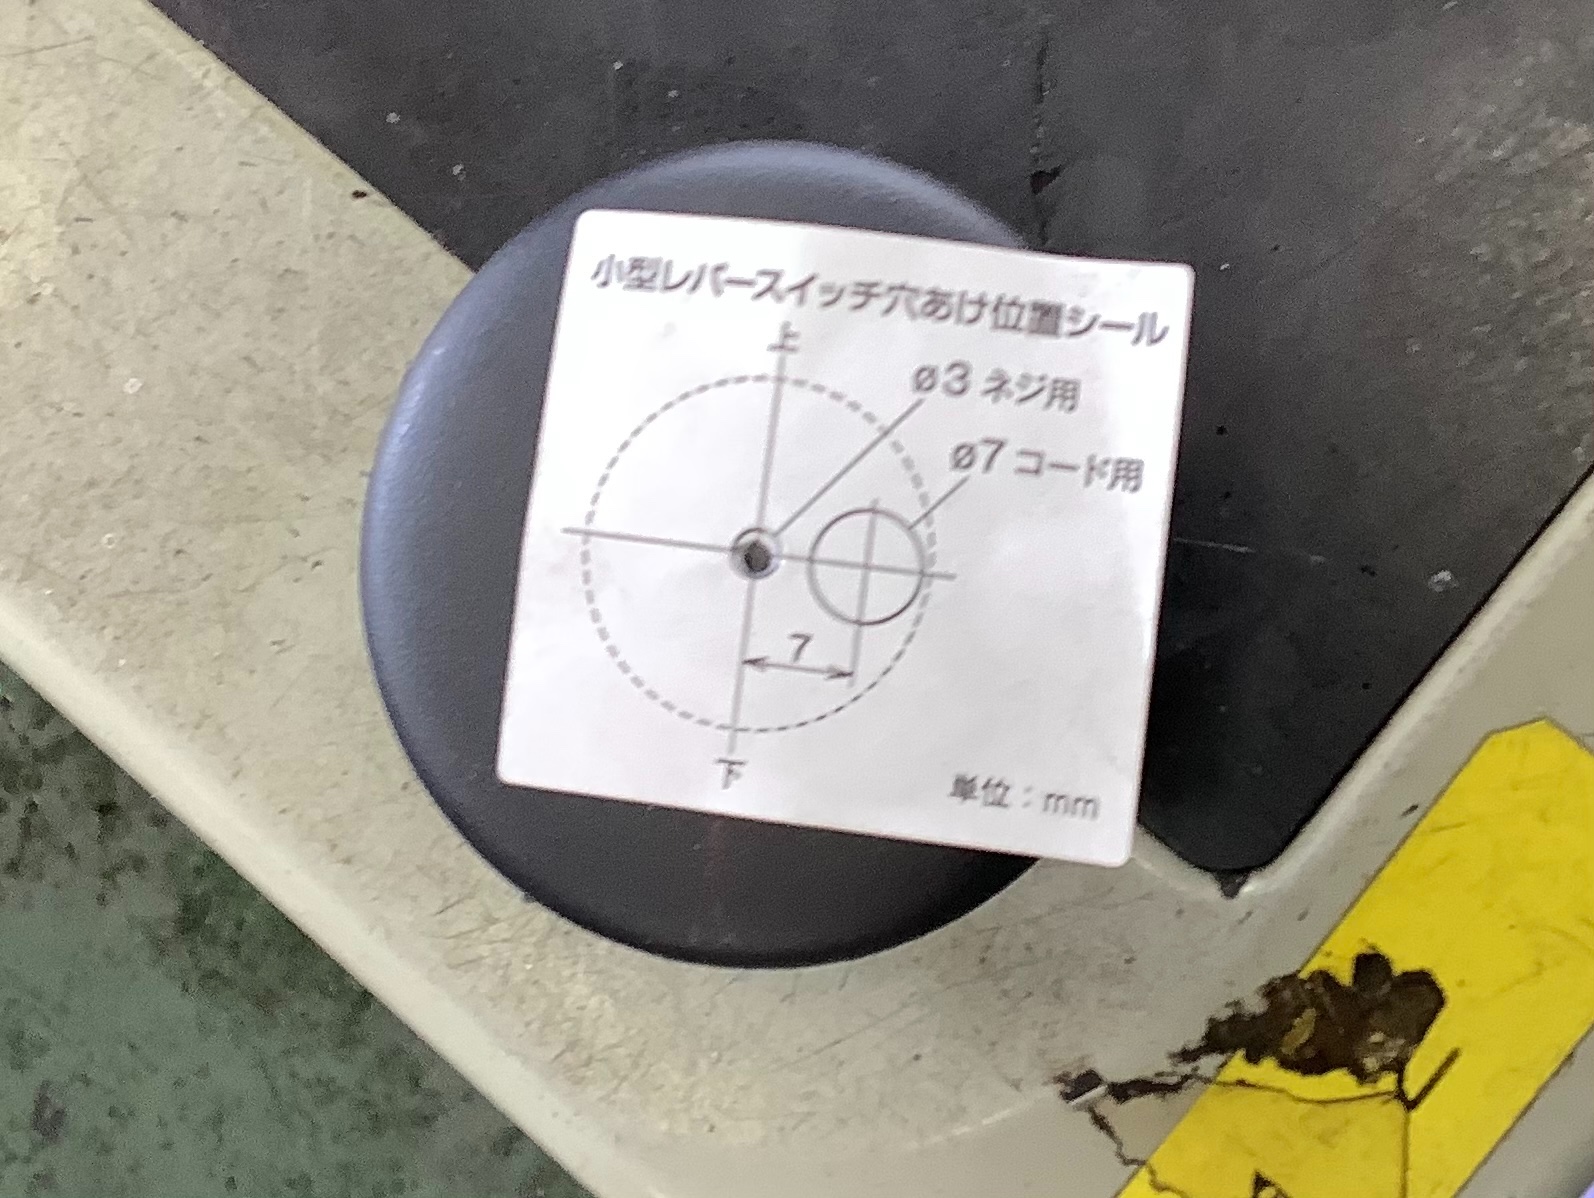 小型レバースイッチ穴あけ位置シール
上
ø3 ネジ用
ø7 コード用
7
下
単位：mm